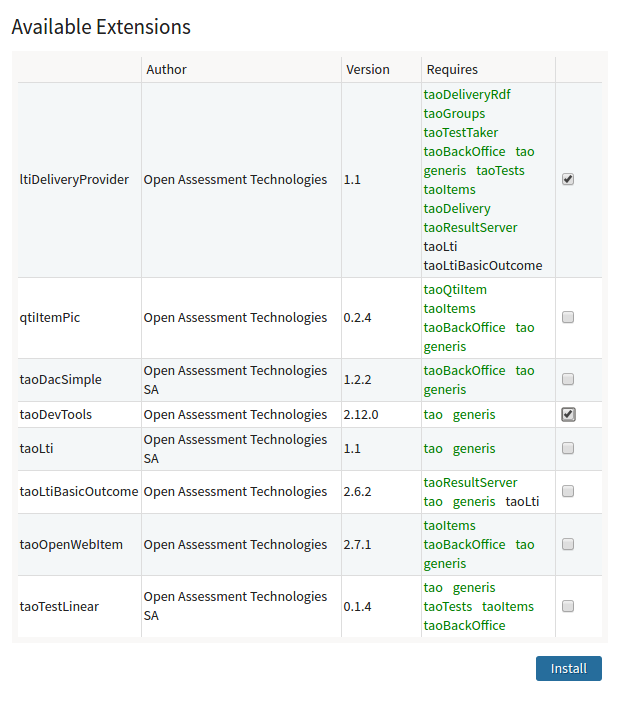 Available Extensions
Author Version Requires
ltiDeliveryProvider Open Assessment Technologies 1.1 taoDeliveryRdf
taoGroups
taoTestTaker
taoBackOffice tao
generis taoTests
taoItems
taoDelivery
taoResultServer
taoLti
taoLtiBasicOutcome
qtiItemPic Open Assessment Technologies 0.2.4 taoQtiItem
taoItems
taoBackOffice tao
generis
taoDacSimple Open Assessment Technologies
SA 1.2.2 taoBackOffice tao
generis
taoDevTools Open Assessment Technologies 2.12.0 tao generis
taoLti Open Assessment Technologies
SA 1.1 tao generis
taoLtiBasicOutcome Open Assessment Technologies 2.6.2 taoResultServer
tao generis taoLti
taoOpenWebItem Open Assessment Technologies 2.7.1 taoItems
taoBackOffice tao
generis
taoTestLinear Open Assessment Technologies
SA 0.1.4 tao generis
taoTests taoItems
taoBackOffice
Install